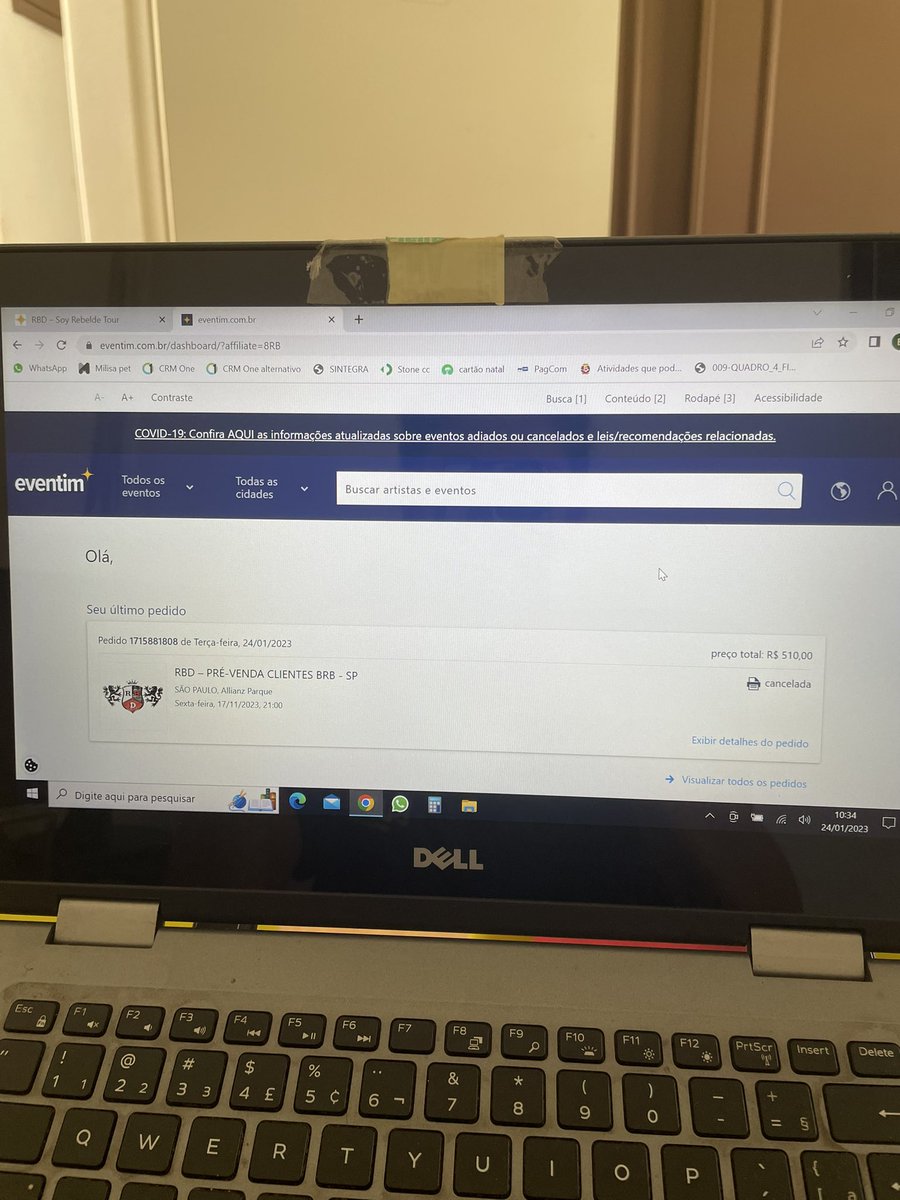 RBD – Soy Rebelde Tour
eventim.com.br
eventim.com.br/dashboard/?affiliate=8RB
WhatsApp Milisa pet CRM One CRM One alternativo SINTEGRA Stone cc cartão natal PagCom Atividades que pod... 009-QUADRO_4_FI...
A- A+ Contraste Busca [1] Conteúdo [2] Rodapé [3] Acessibilidade
COVID-19: Confira AQUI as informações atualizadas sobre eventos adiados ou cancelados e leis/recomendações relacionadas.
eventim
Todos os
eventos
Todas as
cidades
Buscar artistas e eventos
Olá,
Seu último pedido
Pedido 1715881808 de Terça-feira, 24/01/2023
preço total: R$ 510,00
RBD – PRÉ-VENDA CLIENTES BRB - SP
cancelada
SÃO PAULO, Allianz Parque
Sexta-feira, 17/11/2023, 21:00
R B
D
Exibir detalhes do pedido
Visualizar todos os pedidos
Digite aqui para pesquisar
10:34
24/01/2023
DELL
Esc F1 F2 F3 F4 F5 F6 F7 F8 F9 F10 F11 F12 PrtScr Insert Delete
! @ # $ % ¨ & * ( ) _ +
1 1 2 2 3 3 4 £ 5 ¢ 6 ¬ 7 8 9 0 - = §
Q W E R T Y U I O P ` {